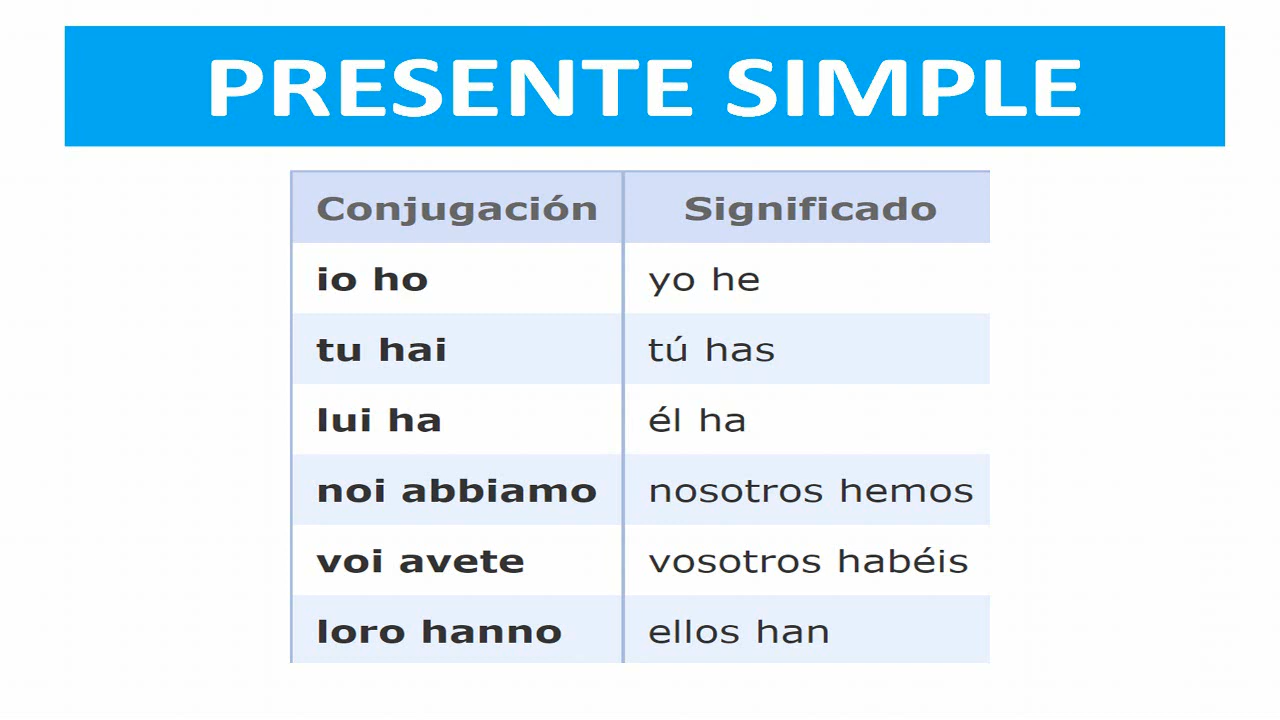 PRESENTE SIMPLE
Conjugación Significado
io ho yo he
tu hai tú has
lui ha él ha
noi abbiamo nosotros hemos
voi avete vosotros habéis
loro hanno ellos han